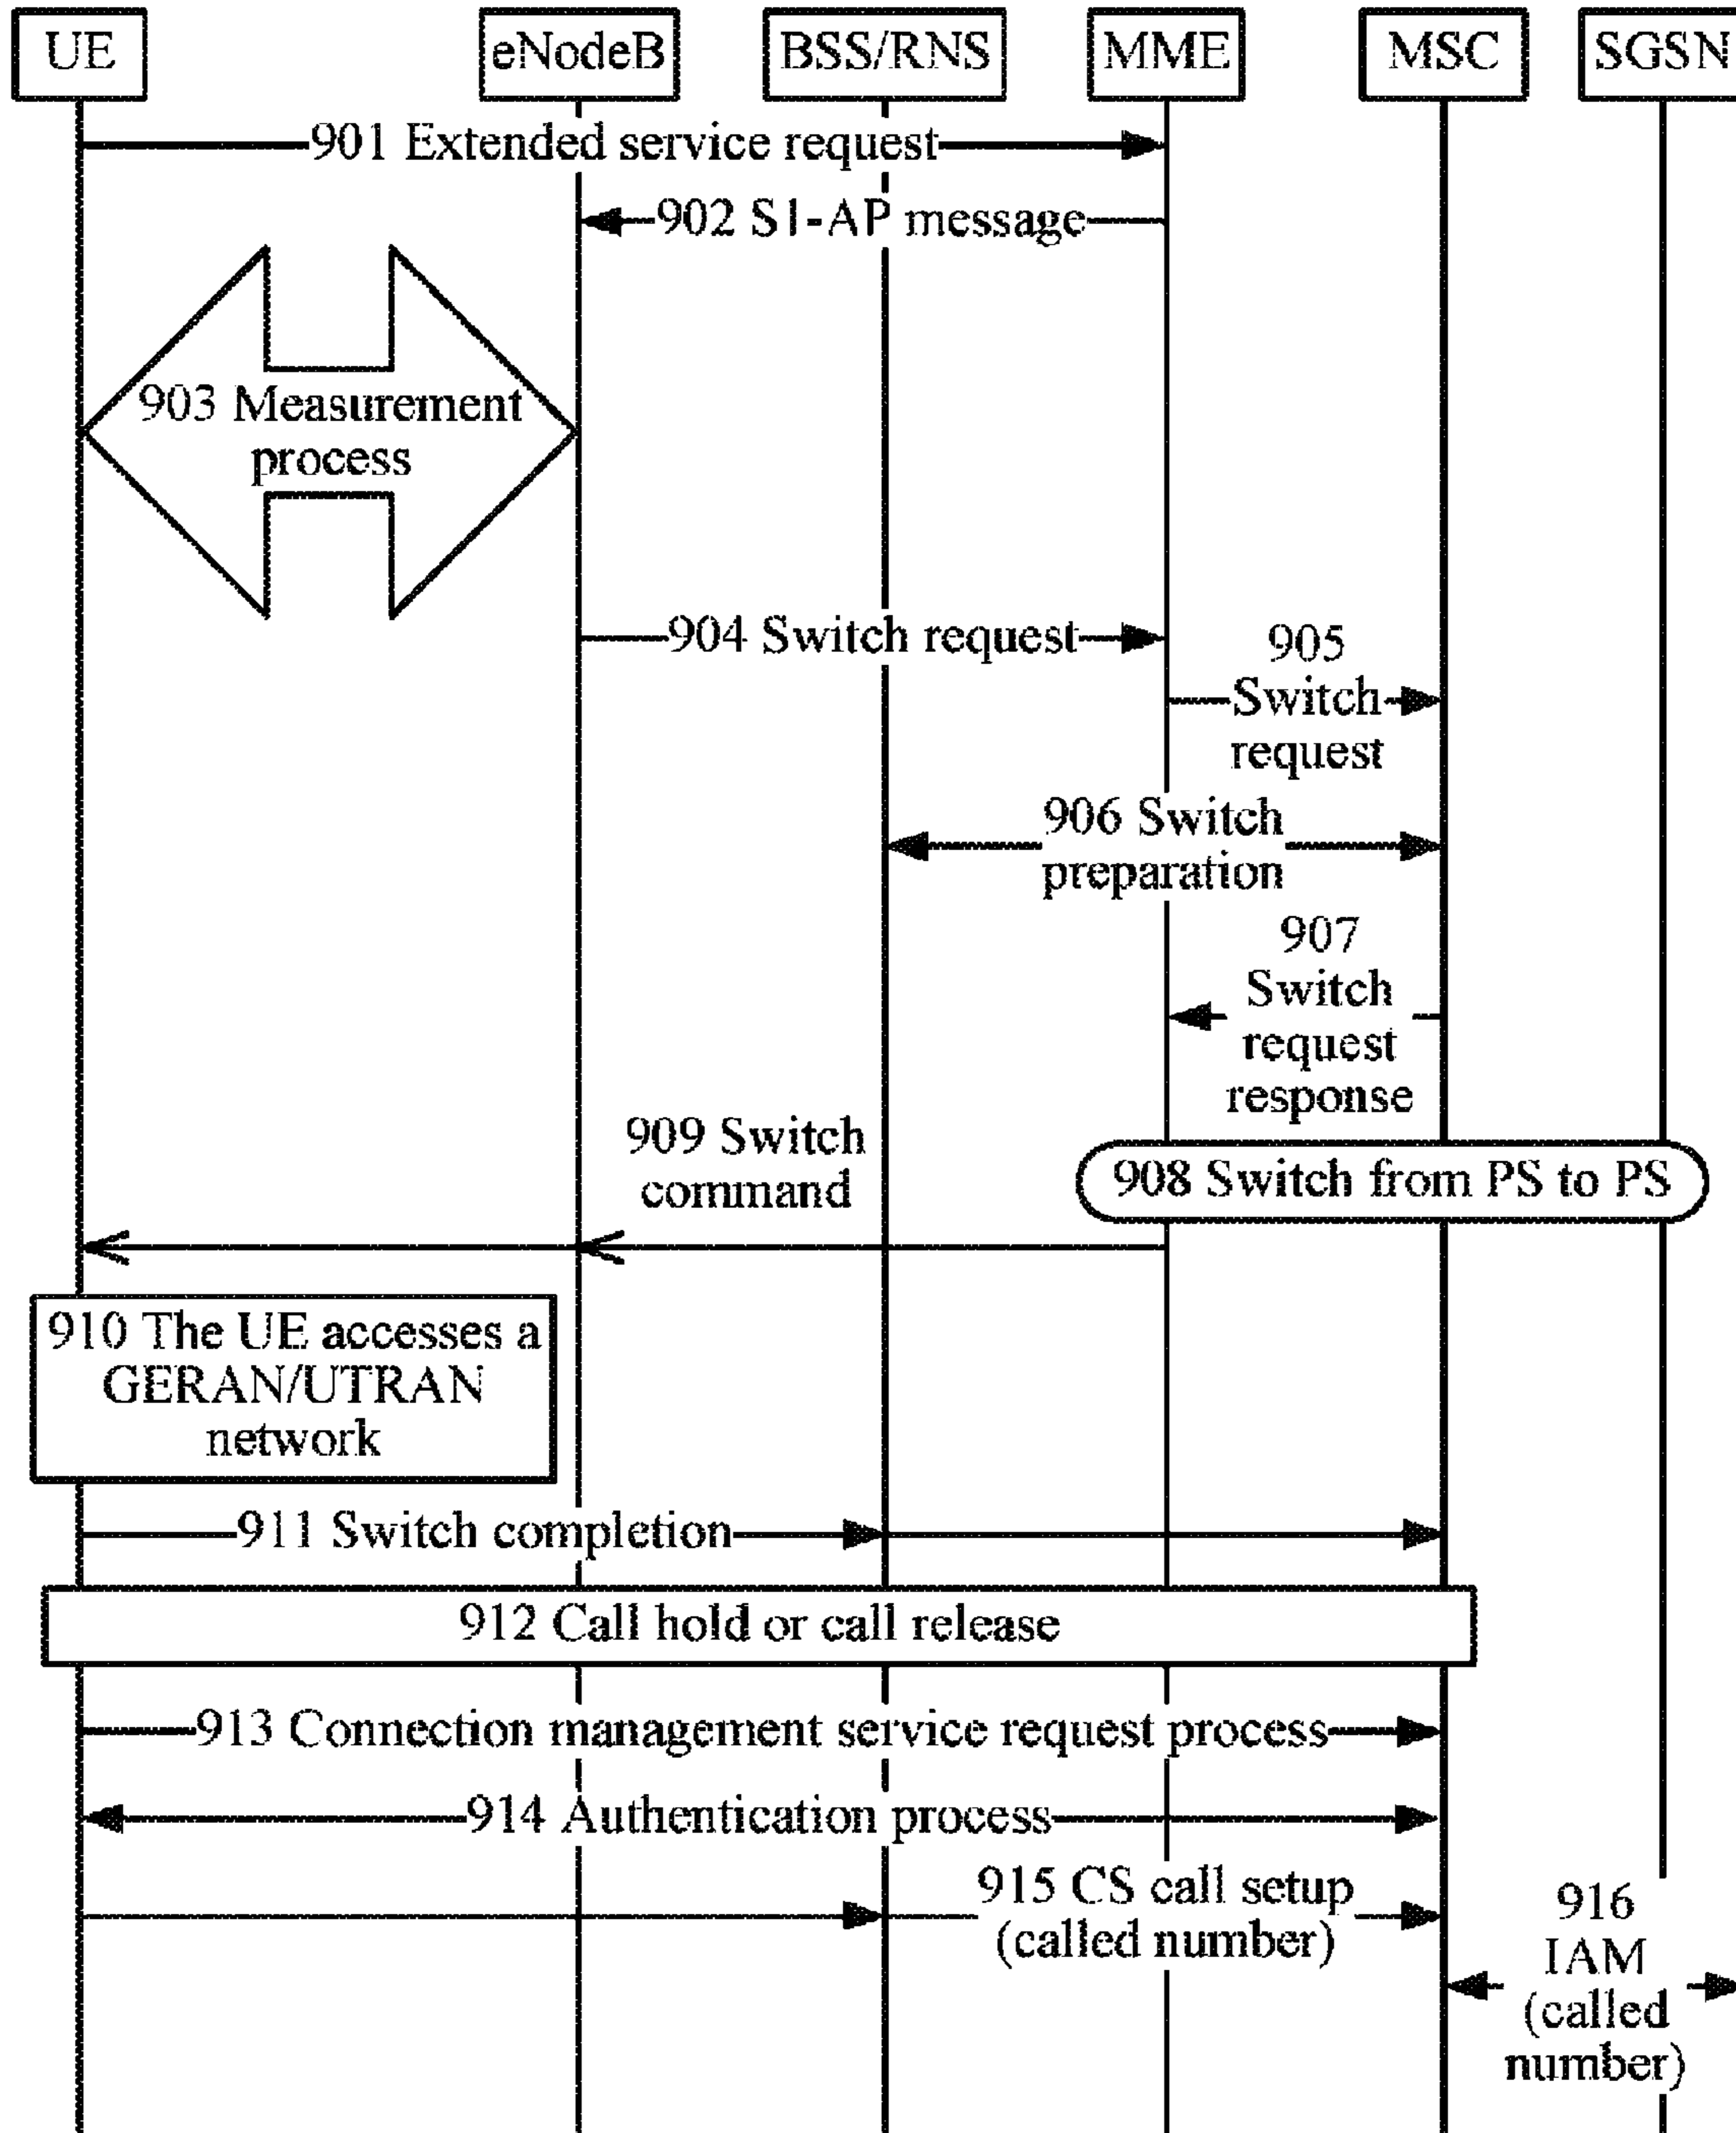 UE
eNodeB
BSS/RNS
MME
MSC
SGSN
901 Extended service request
902 S1-AP message
903 Measurement
process
904 Switch request
905
Switch
request
906 Switch
preparation
907
Switch
request
response
908 Switch from PS to PS
909 Switch
command
910 The UE accesses a
GERAN/UTRAN
network
911 Switch completion
912 Call hold or call release
913 Connection management service request process
914 Authentication process
915 CS call setup
(called number)
916
IAM
(called
number)